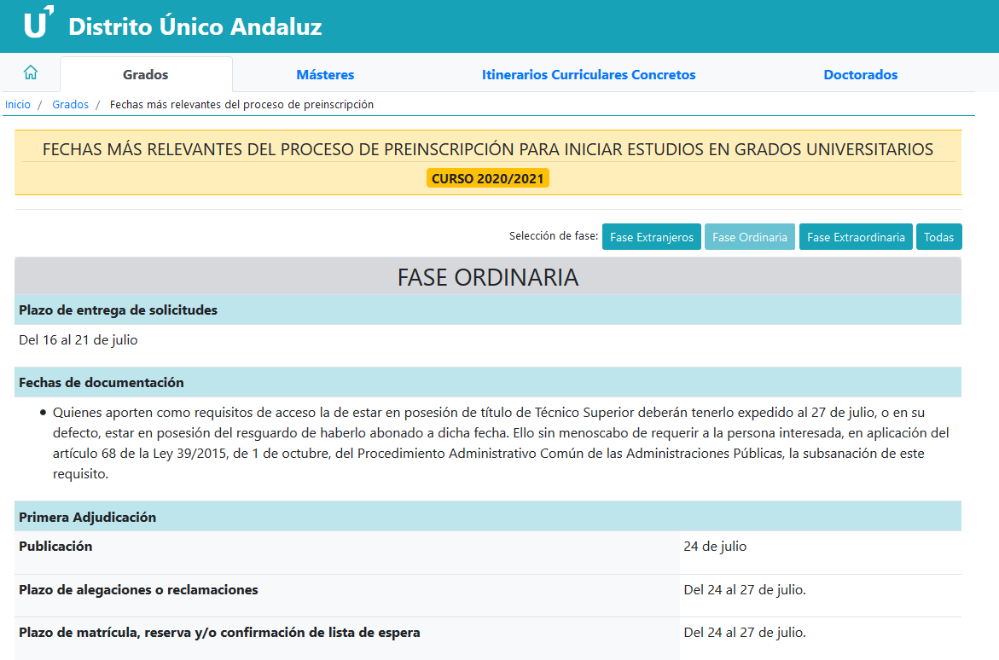 Distrito Único Andaluz
Grados
Másteres
Itinerarios Curriculares Concretos
Doctorados
Inicio / Grados / Fechas más relevantes del proceso de preinscripción
FECHAS MÁS RELEVANTES DEL PROCESO DE PREINSCRIPCIÓN PARA INICIAR ESTUDIOS EN GRADOS UNIVERSITARIOS
CURSO 2020/2021
Selección de fase: Fase Extranjeros Fase Ordinaria Fase Extraordinaria Todas
FASE ORDINARIA
Plazo de entrega de solicitudes
Del 16 al 21 de julio
Fechas de documentación
• Quienes aporten como requisitos de acceso la de estar en posesión de título de Técnico Superior deberán tenerlo expedido al 27 de julio, o en su
defecto, estar en posesión del resguardo de haberlo abonado a dicha fecha. Ello sin menoscabo de requerir a la persona interesada, en aplicación del
artículo 68 de la Ley 39/2015, de 1 de octubre, del Procedimiento Administrativo Común de las Administraciones Públicas, la subsanación de este
requisito.
Primera Adjudicación
Publicación 24 de julio
Plazo de alegaciones o reclamaciones Del 24 al 27 de julio.
Plazo de matrícula, reserva y/o confirmación de lista de espera Del 24 al 27 de julio.